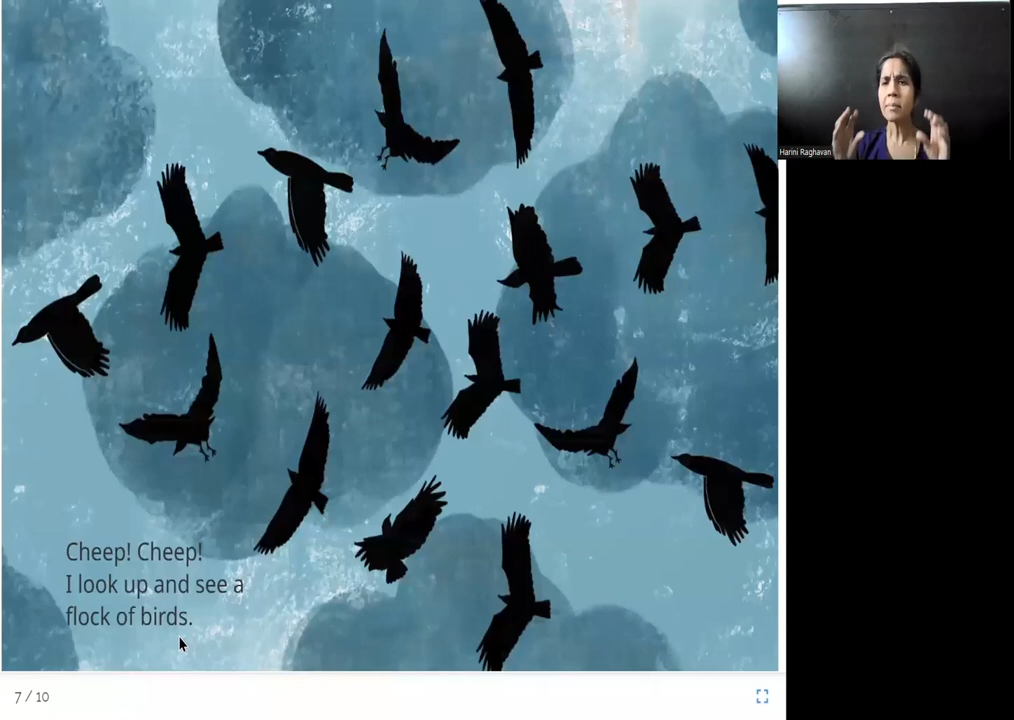 Harini Raghavan
Cheep! Cheep!
I look up and see a
flock of birds.
7 / 10